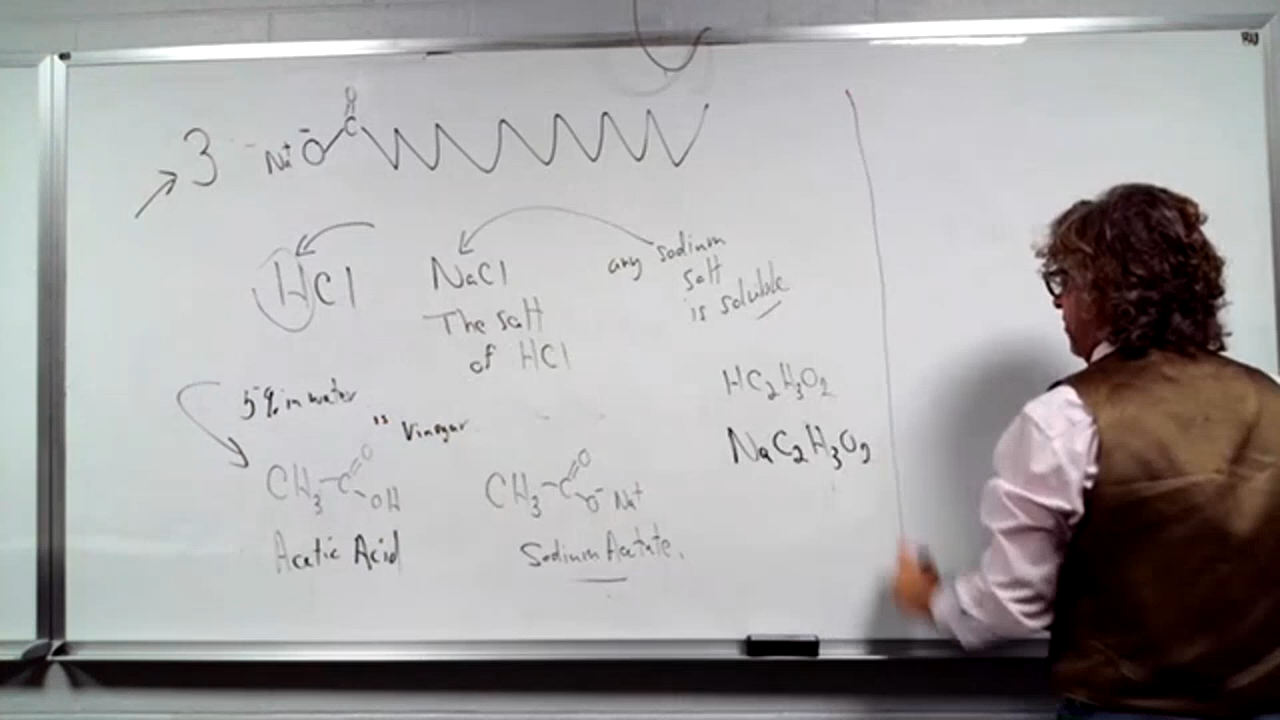 3 Na⁺ O⁻ C O
HCl
NaCl
The salt
of HCl
any sodium
salt
is soluble
HC₂H₃O₂
NaC₂H₃O₂
5% in water
is Vinegar
CH₃-C=O OH
Acetic Acid
CH₃-C=O O⁻ Na⁺
Sodium Acetate.